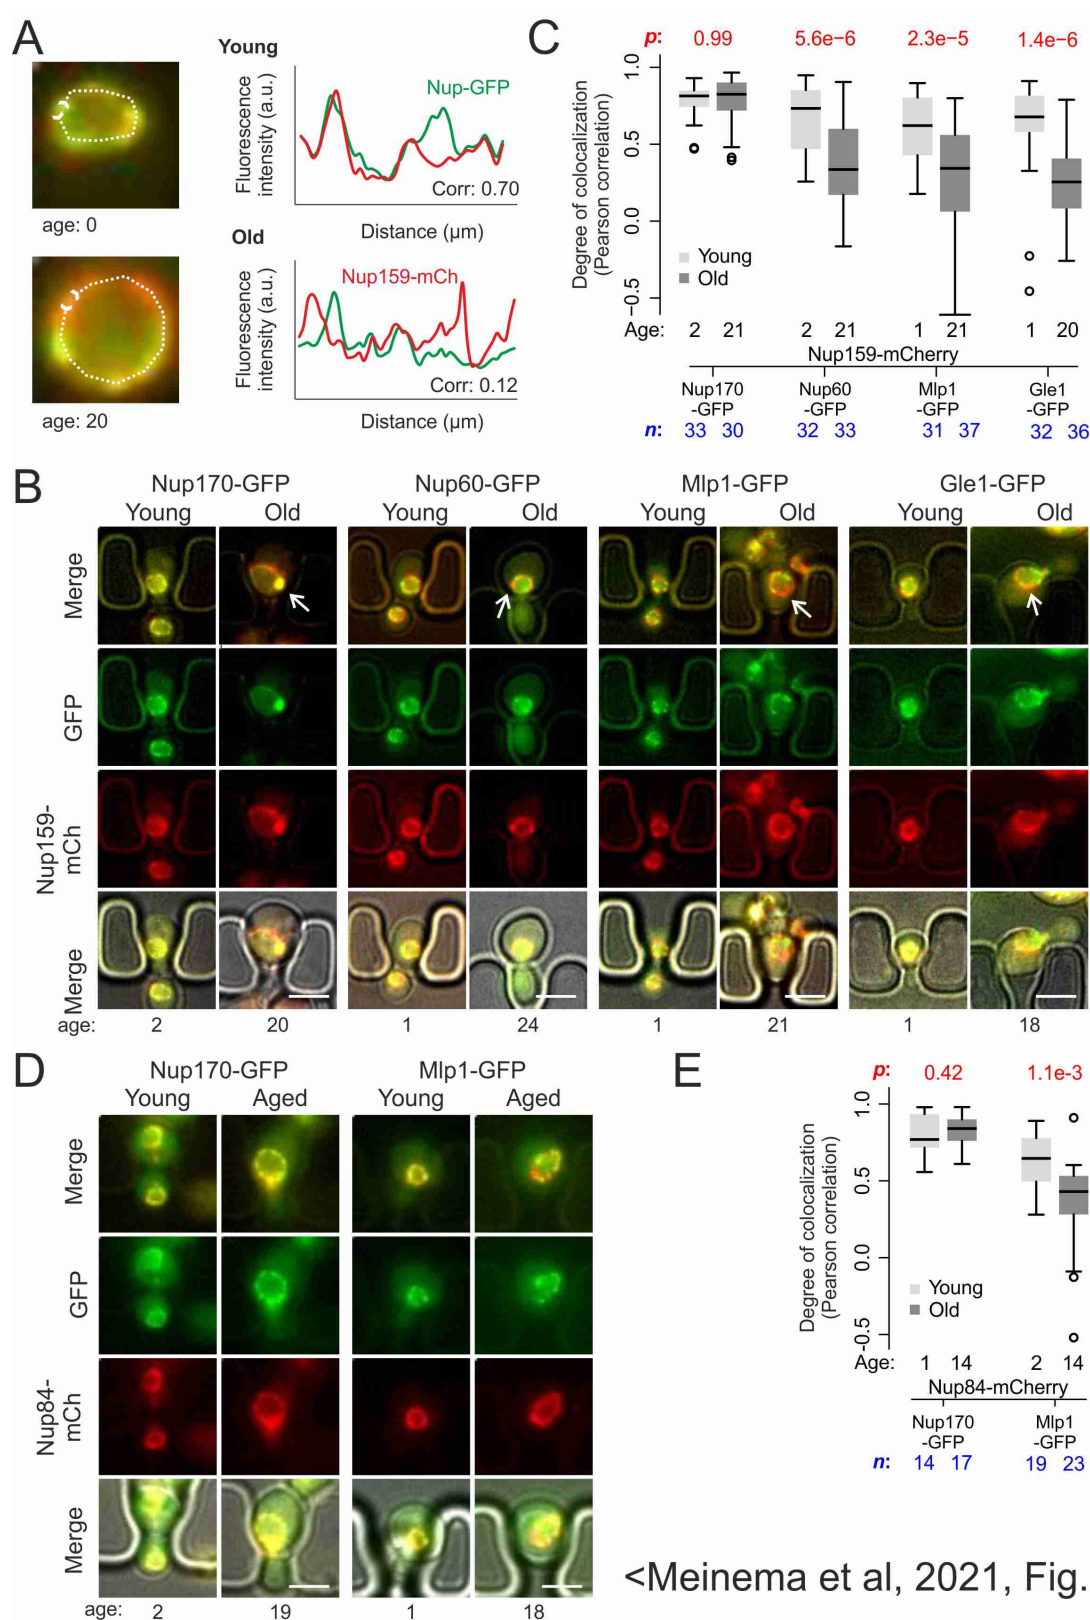 A
age: 0
age: 20
Young
Fluorescence
intensity (a.u.)
Nup-GFP
Corr: 0.70
Distance (µm)
Old
Fluorescence
intensity (a.u.)
Nup159-mCh
Corr: 0.12
Distance (µm)
C
p: 0.99 5.6e−6 2.3e−5 1.4e−6
Degree of colocalization
(Pearson correlation)
1.0
0.5
0.0
−0.5
Young
Old
Age: 2 21 2 21 1 21 1 20
Nup159-mCherry
Nup170 Nup60 Mlp1 Gle1
-GFP -GFP -GFP -GFP
n: 33 30 32 33 31 37 32 36
B
Nup170-GFP Nup60-GFP Mlp1-GFP Gle1-GFP
Young Old Young Old Young Old Young Old
Merge
GFP
Nup159-
mCh
Merge
age: 2 20 1 24 1 21 1 18
D
Nup170-GFP Mlp1-GFP
Young Aged Young Aged
Merge
GFP
Nup84-
mCh
Merge
age: 2 19 1 18
E
p: 0.42 1.1e-3
Degree of colocalization
(Pearson correlation)
1.0
0.5
0.0
-0.5
Young
Old
Age: 1 14 2 14
Nup84-mCherry
Nup170 Mlp1
-GFP -GFP
n: 14 17 19 23
<Meinema et al, 2021, Fig.